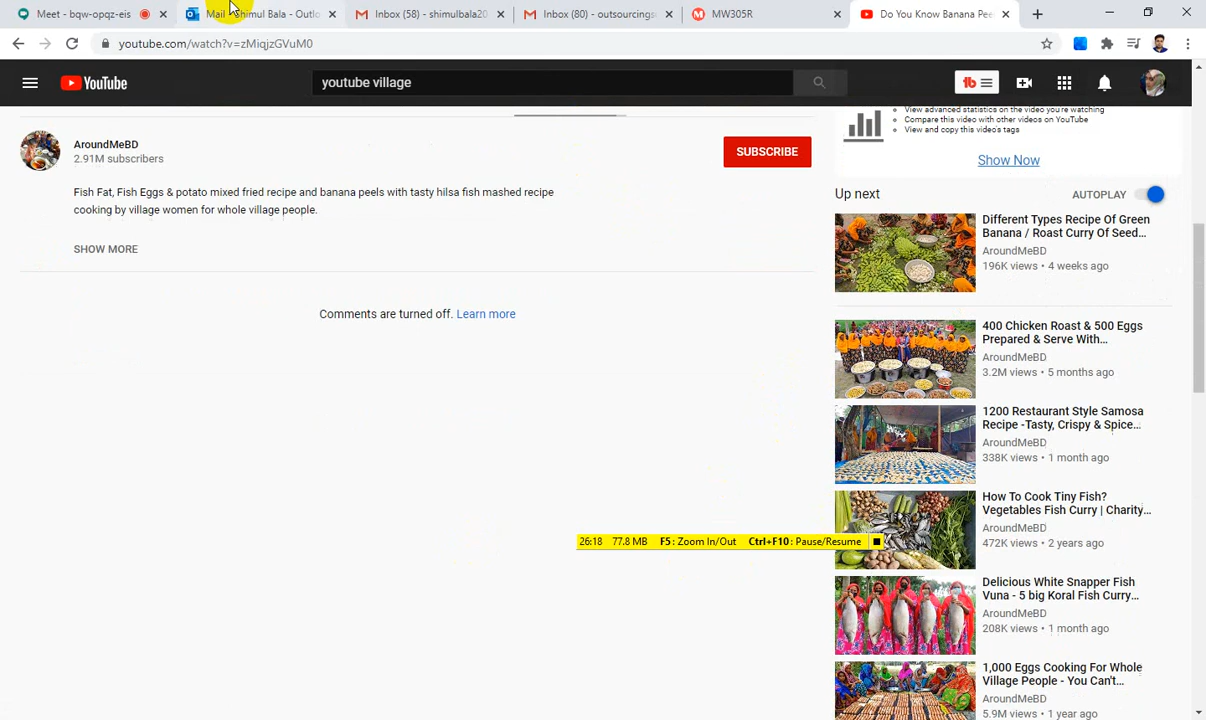 Meet - bqw-opqz-eis
Mail - Shimul Bala - Outlo
Inbox (58) - shimulbala20
Inbox (80) - outsourcings
MW305R
Do You Know Banana Pee
youtube.com/watch?v=zMiqjzGVuM0
YouTube
youtube village
tb
AroundMeBD
2.91M subscribers
SUBSCRIBE
Fish Fat, Fish Eggs & potato mixed fried recipe and banana peels with tasty hilsa fish mashed recipe
cooking by village women for whole village people.
SHOW MORE
Comments are turned off. Learn more
View advanced statistics on the video you're watching
Compare this video with other videos on YouTube
View and copy this video's tags
Show Now
Up next
AUTOPLAY
Different Types Recipe Of Green
Banana / Roast Curry Of Seed...
AroundMeBD
196K views • 4 weeks ago
400 Chicken Roast & 500 Eggs
Prepared & Serve With...
AroundMeBD
3.2M views • 5 months ago
1200 Restaurant Style Samosa
Recipe -Tasty, Crispy & Spice...
AroundMeBD
338K views • 1 month ago
How To Cook Tiny Fish?
Vegetables Fish Curry | Charity...
AroundMeBD
472K views • 2 years ago
26:18 77.8 MB F5: Zoom In/Out Ctrl+F10: Pause/Resume
Delicious White Snapper Fish
Vuna - 5 big Koral Fish Curry...
AroundMeBD
208K views • 1 month ago
1,000 Eggs Cooking For Whole
Village People - You Can't...
AroundMeBD
5.9M views • 1 year ago